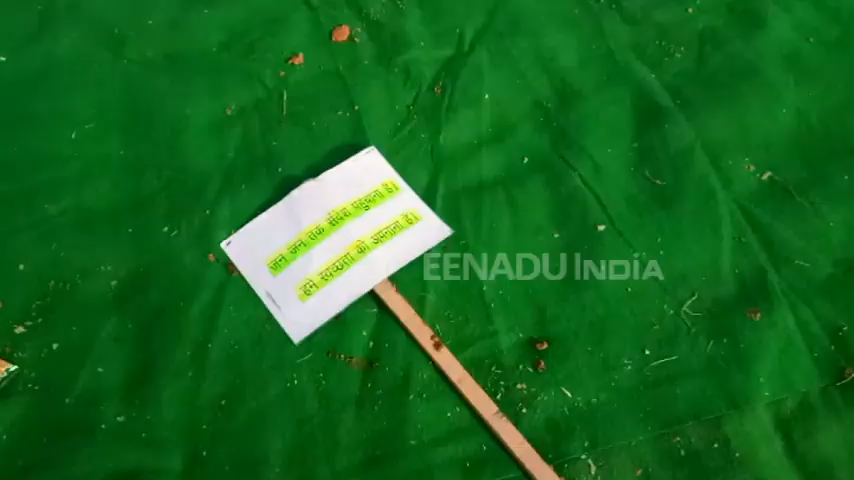 जन जन तक संदेश पहुंचाना है।
हमे स्वच्छता को अपनाना है।
EENADU INDIA